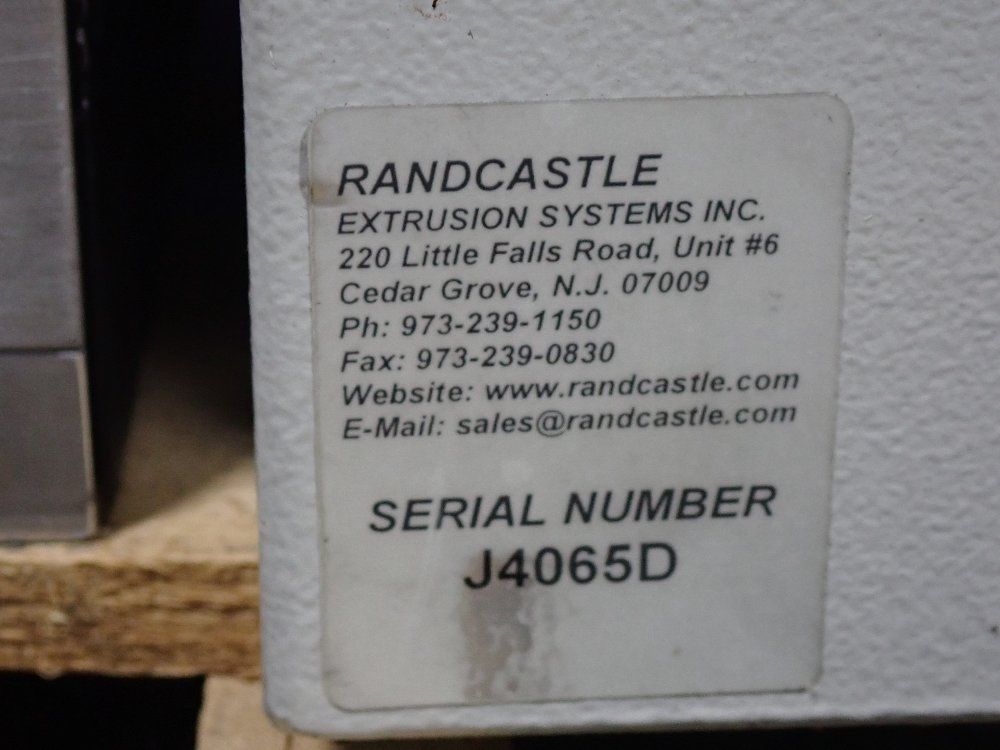 RANDCASTLE
EXTRUSION SYSTEMS INC.
220 Little Falls Road, Unit #6
Cedar Grove, N.J. 07009
Ph: 973-239-1150
Fax: 973-239-0830
Website: www.randcastle.com
E-Mail: sales@randcastle.com
SERIAL NUMBER
J4065D